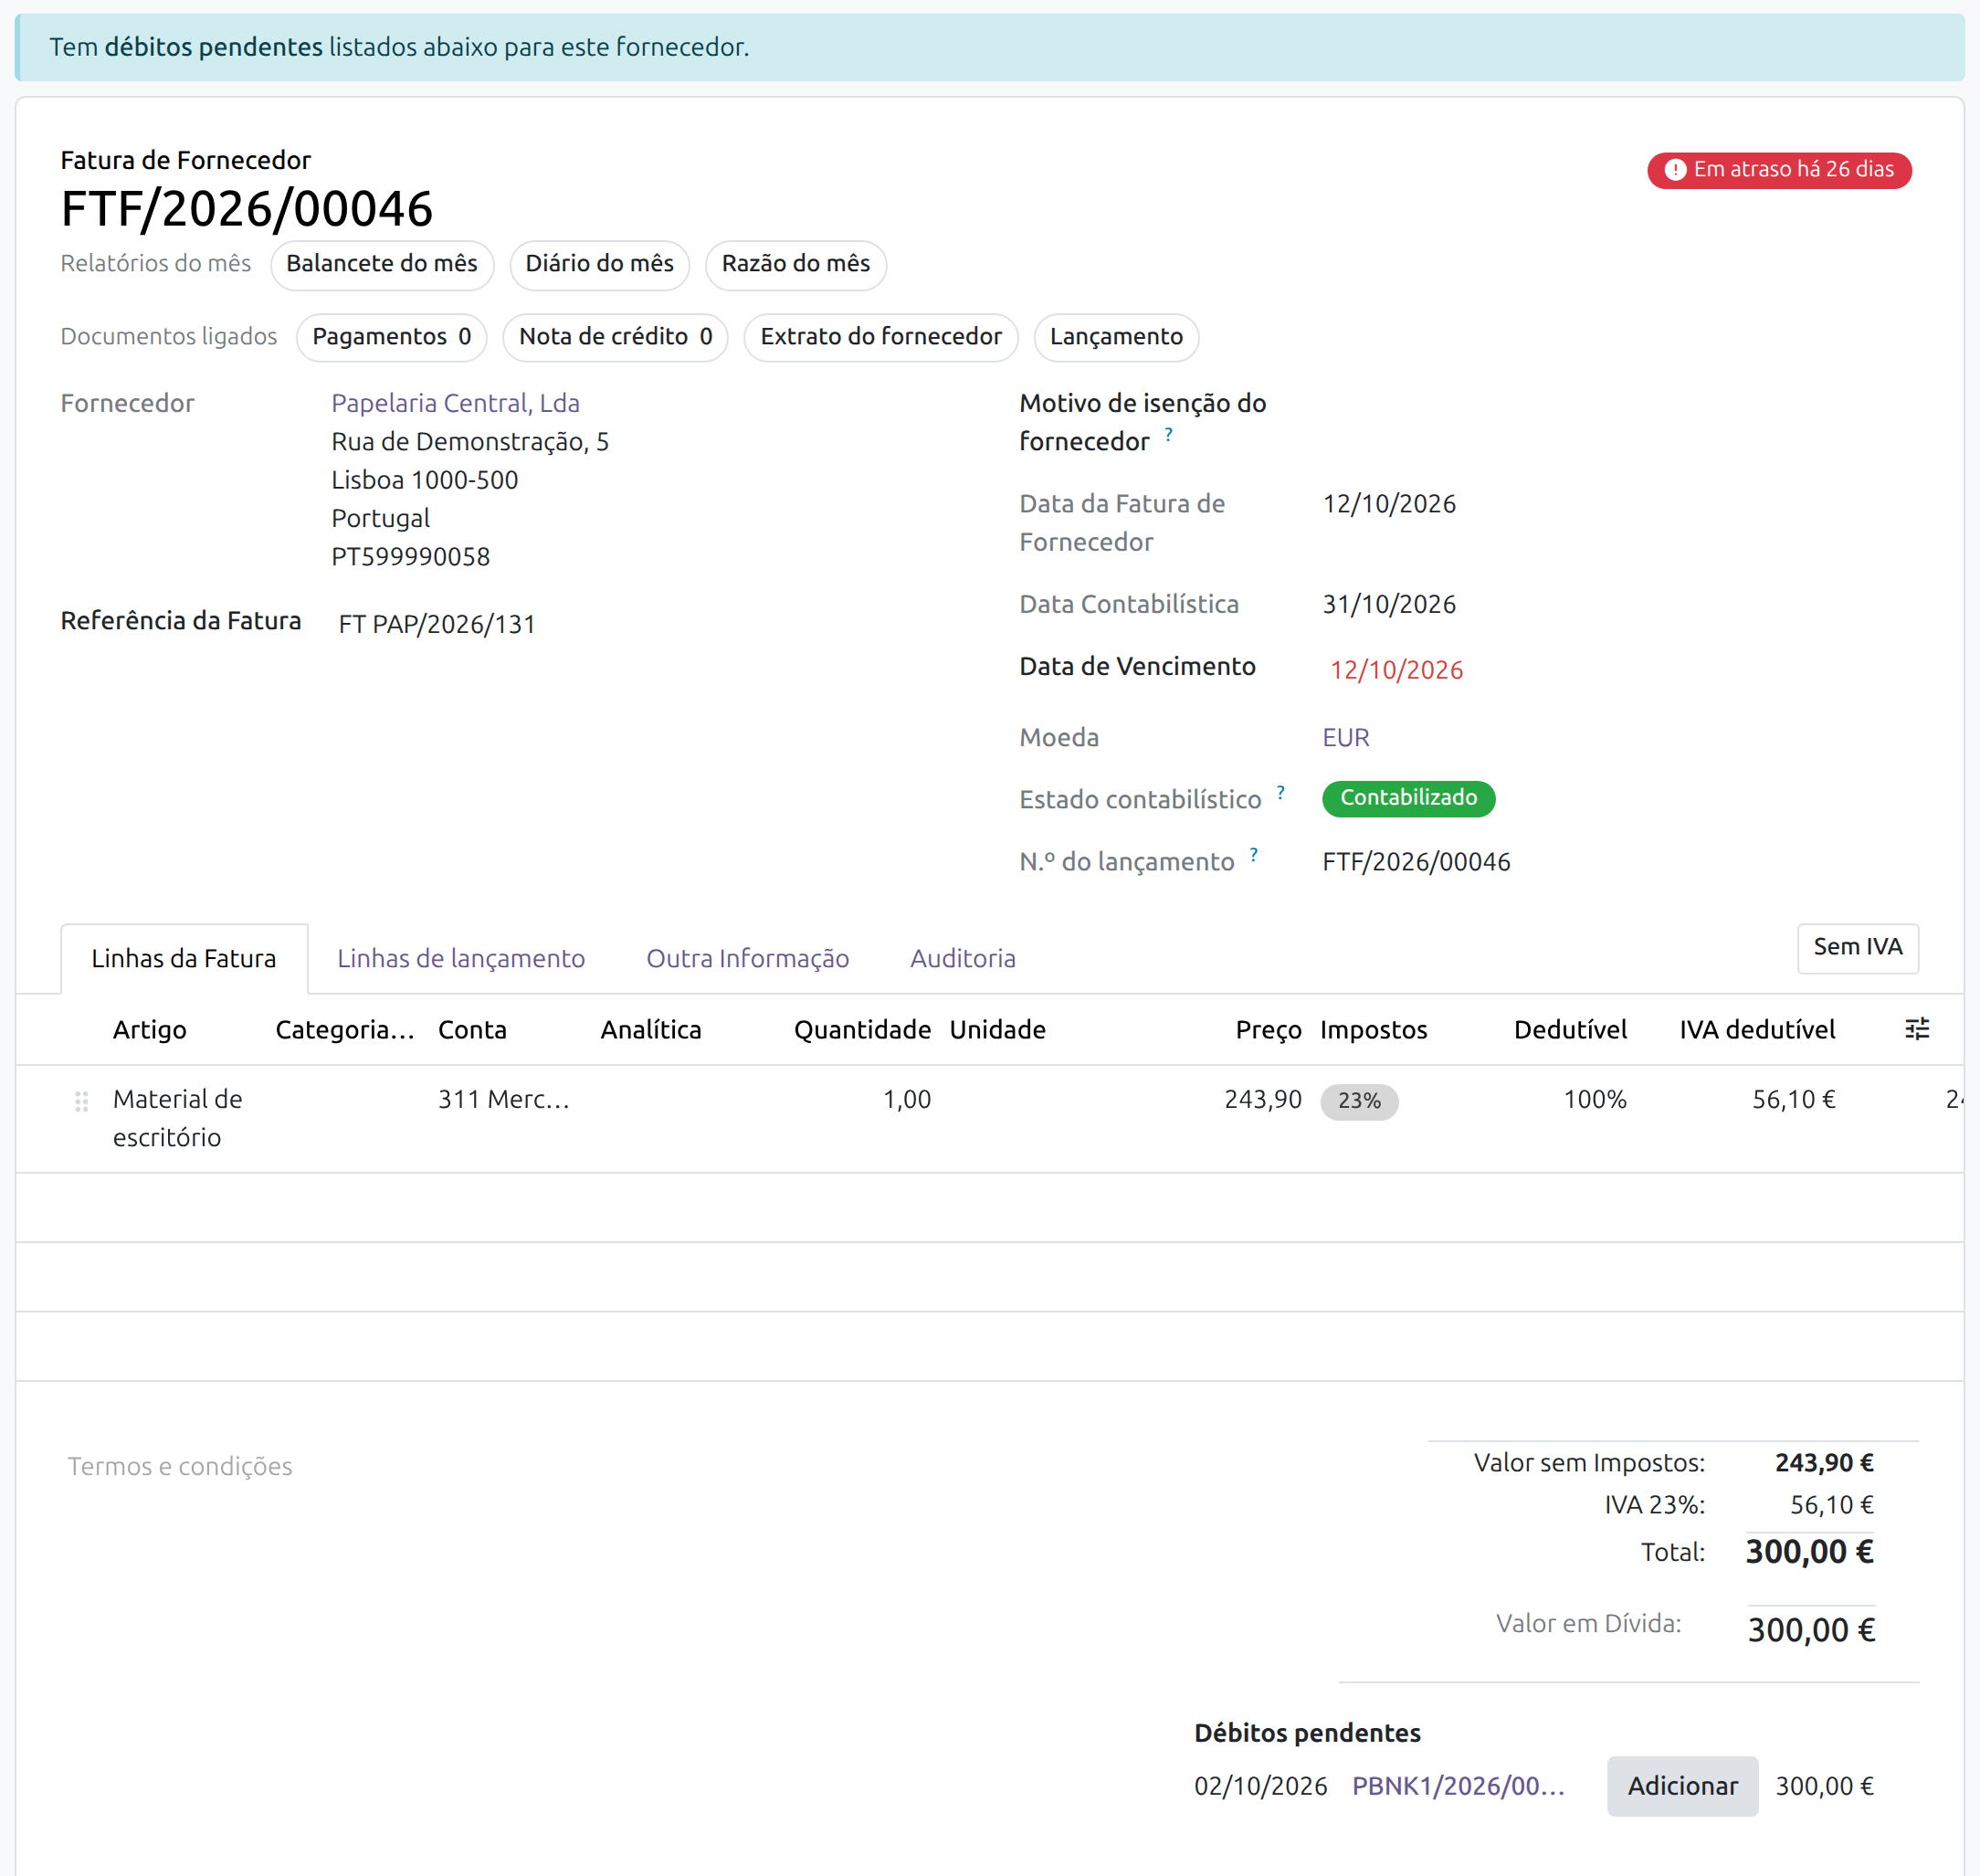 Tem débitos pendentes listados abaixo para este fornecedor.
Fatura de Fornecedor
Em atraso há 26 dias
FTF/2026/00046
Relatórios do mês Balancete do mês Diário do mês Razão do mês
Documentos ligados Pagamentos 0 Nota de crédito 0 Extrato do fornecedor Lançamento
Fornecedor
Papelaria Central, Lda
Rua de Demonstração, 5
Lisboa 1000-500
Portugal
PT599990058
Referência da Fatura FT PAP/2026/131
Motivo de isenção do
fornecedor ?
Data da Fatura de
Fornecedor
12/10/2026
Data Contabilística 31/10/2026
Data de Vencimento 12/10/2026
Moeda EUR
Estado contabilístico ? Contabilizado
N.º do lançamento ? FTF/2026/00046
Linhas da Fatura Linhas de lançamento Outra Informação Auditoria Sem IVA
Artigo Categoria... Conta Analítica Quantidade Unidade Preço Impostos Dedutível IVA dedutível
Material de
escritório
311 Merc... 1,00 243,90 23% 100% 56,10 €
Termos e condições
Valor sem Impostos: 243,90 €
IVA 23%: 56,10 €
Total: 300,00 €
Valor em Dívida: 300,00 €
Débitos pendentes
02/10/2026 PBNK1/2026/00... Adicionar 300,00 €